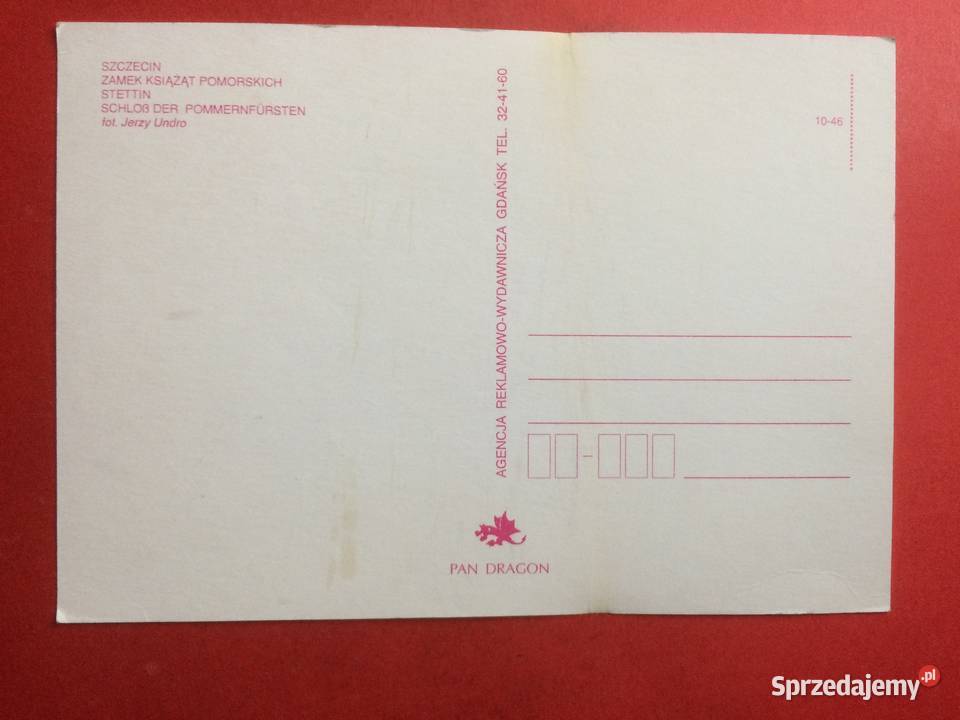 SZCZECIN
ZAMEK KSIĄŻĄT POMORSKICH
STETTIN
SCHLOß DER POMMERNFÜRSTEN
fot. Jerzy Undro
AGENCJA REKLAMOWO-WYDAWNICZA GDAŃSK TEL. 32-41-60
10-46
PAN DRAGON
Sprzedajemy.pl